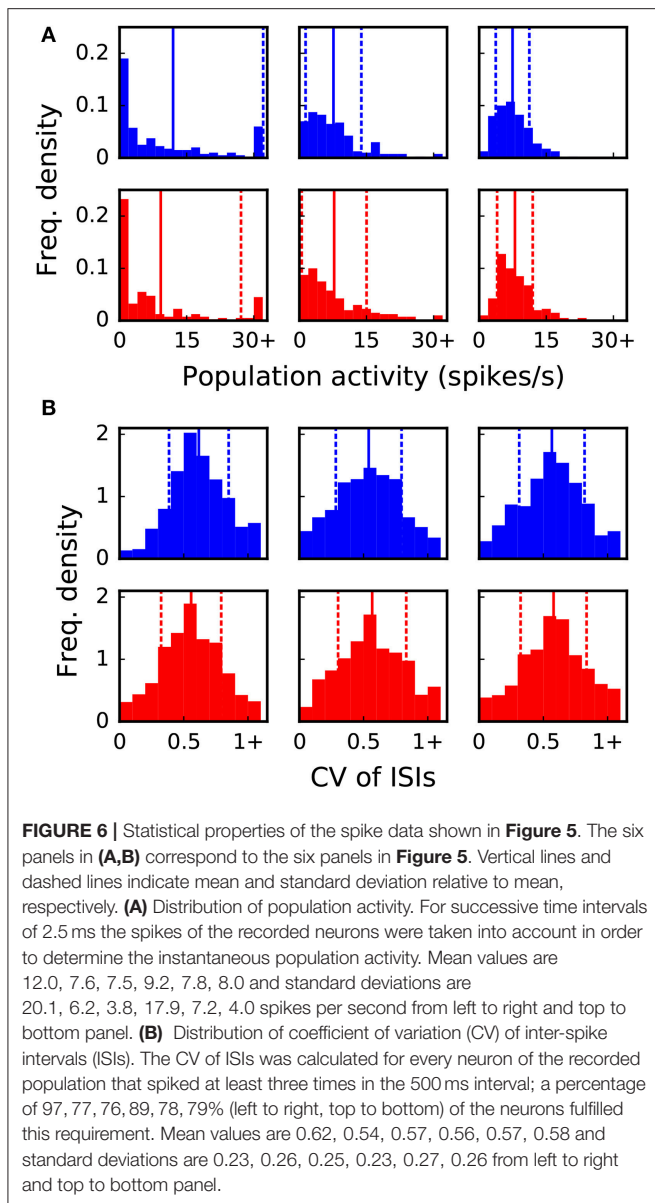 A
0.2
0.1
0
0.2
0.1
0
Freq. density
0 15 30+ 0 15 30+ 0 15 30+
Population activity (spikes/s)
B
2
1
0
2
1
0
Freq. density
0 0.5 1+ 0 0.5 1+ 0 0.5 1+
CV of ISIs
FIGURE 6 | Statistical properties of the spike data shown in Figure 5. The six
panels in (A,B) correspond to the six panels in Figure 5. Vertical lines and
dashed lines indicate mean and standard deviation relative to mean,
respectively. (A) Distribution of population activity. For successive time intervals
of 2.5 ms the spikes of the recorded neurons were taken into account in order
to determine the instantaneous population activity. Mean values are
12.0, 7.6, 7.5, 9.2, 7.8, 8.0 and standard deviations are
20.1, 6.2, 3.8, 17.9, 7.2, 4.0 spikes per second from left to right and top to
bottom panel. (B) Distribution of coefficient of variation (CV) of inter-spike
intervals (ISIs). The CV of ISIs was calculated for every neuron of the recorded
population that spiked at least three times in the 500 ms interval; a percentage
of 97, 77, 76, 89, 78, 79% (left to right, top to bottom) of the neurons fulfilled
this requirement. Mean values are 0.62, 0.54, 0.57, 0.56, 0.57, 0.58 and
standard deviations are 0.23, 0.26, 0.25, 0.23, 0.27, 0.26 from left to right
and top to bottom panel.